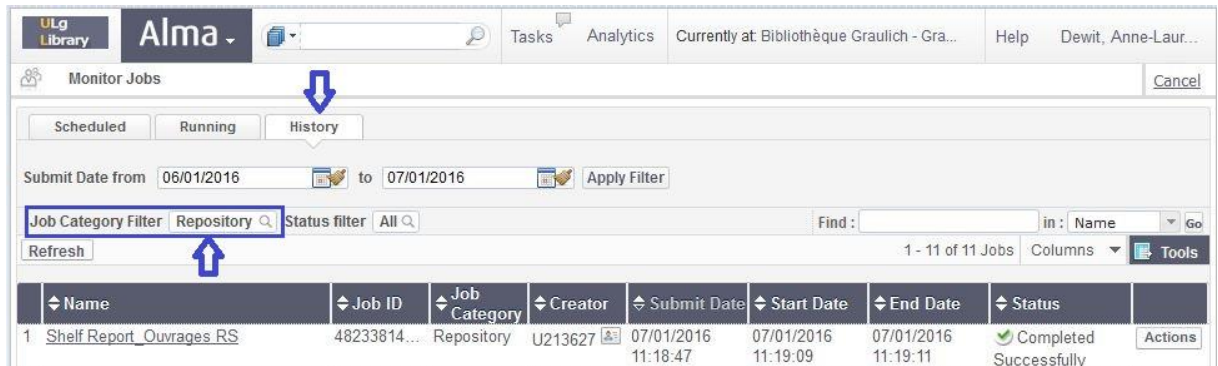 ULg Library Alma Tasks Analytics Currently at: Bibliothèque Graulich - Gra... Help Dewit, Anne-Laur...
Monitor Jobs Cancel
Scheduled Running History
Submit Date from 06/01/2016 to 07/01/2016 Apply Filter
Job Category Filter Repository Status filter All Find : in : Name Go
Refresh 1 - 11 of 11 Jobs Columns Tools
Name Job ID Job Category Creator Submit Date Start Date End Date Status
1 Shelf Report_Ouvrages RS 48233814... Repository U213627 07/01/2016 07/01/2016 07/01/2016 Completed Actions
11:18:47 11:19:09 11:19:11 Successfully